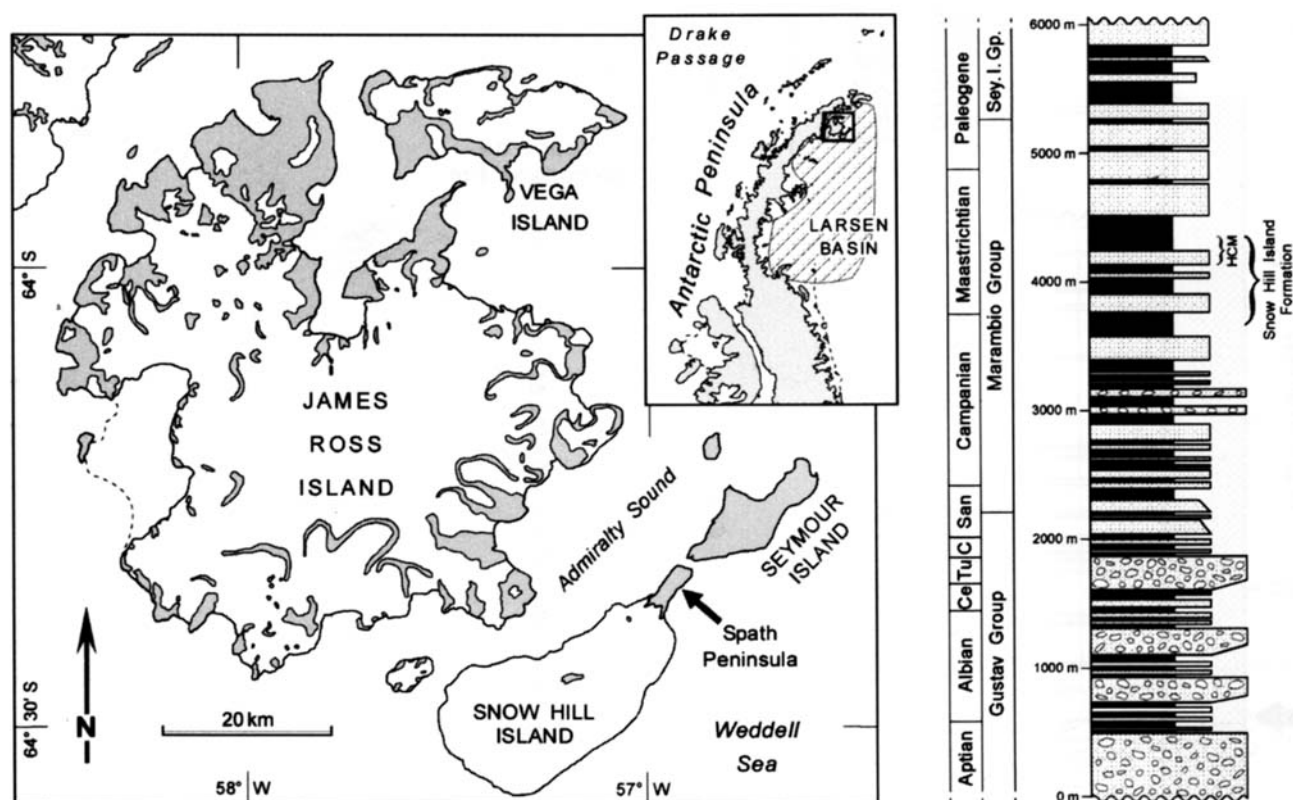 Drake
Passage
Antarctic Peninsula
LARSEN
BASIN
VEGA
ISLAND
64° S
JAMES
ROSS
ISLAND
Admiralty Sound
SEYMOUR
ISLAND
Spath
Peninsula
SNOW HILL
ISLAND
Weddell
Sea
20 km
N
64° 30' S
58° W
57° W
6000 m
5000 m
4000 m
3000 m
2000 m
1000 m
0 m
Paleogene
Maastrichtian
Campanian
San
C
Tu
Ce
Albian
Aptian
Sey. I. Gp.
Marambio Group
Gustav Group
HCM
Snow Hill Island
Formation